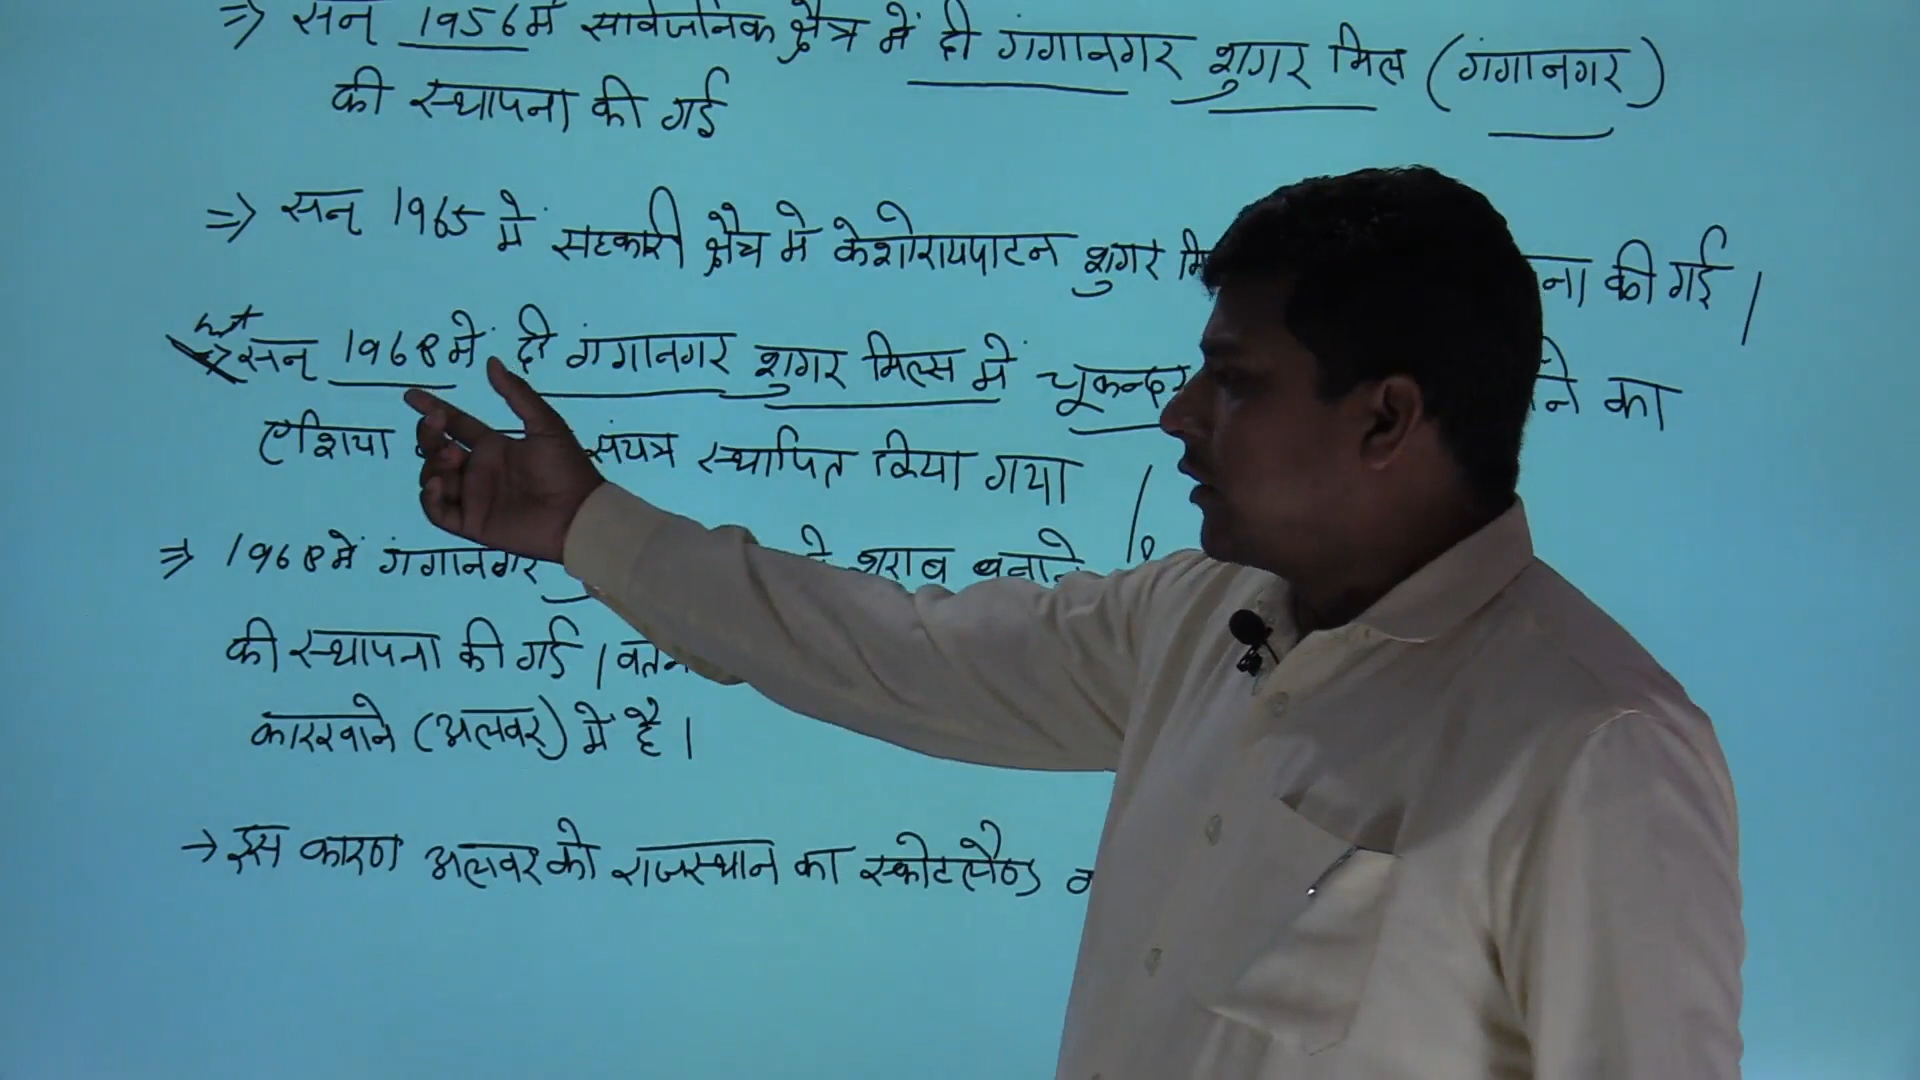 ⇒ सन् 1956 में सार्वजनिक क्षैत्र में दी गंगानगर शुगर मिल (गंगानगर)
की स्थापना की गई
⇒ सन् 1965 में सहकारी क्षैत्र में केशोरायपाटन शुगर की गई।
⇒ सन् 1968 में दी गंगानगर शुगर मिल्स में चूकन्दर का
एशिया संयत्र स्थापित किया गया
⇒ 1968 में गंगानगर शराब बनाने
की स्थापना की गई।
कारखाने (अलवर) में है।
→ इस कारण अलवर को राजस्थान का स्कोटलैण्ड